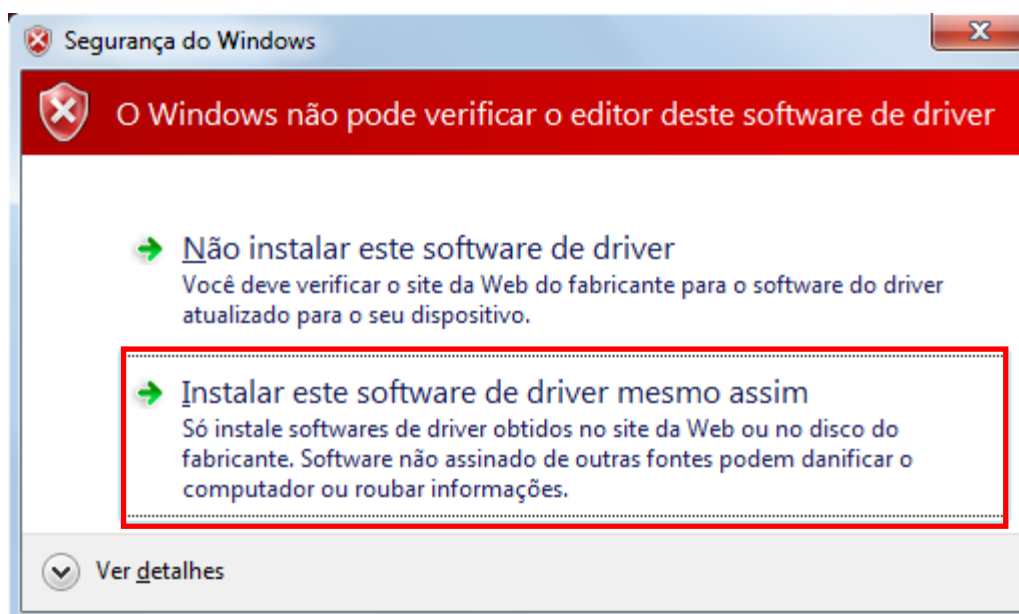 Segurança do Windows
O Windows não pode verificar o editor deste software de driver
Não instalar este software de driver
Você deve verificar o site da Web do fabricante para o software do driver
atualizado para o seu dispositivo.
Instalar este software de driver mesmo assim
Só instale softwares de driver obtidos no site da Web ou no disco do
fabricante. Software não assinado de outras fontes podem danificar o
computador ou roubar informações.
Ver detalhes